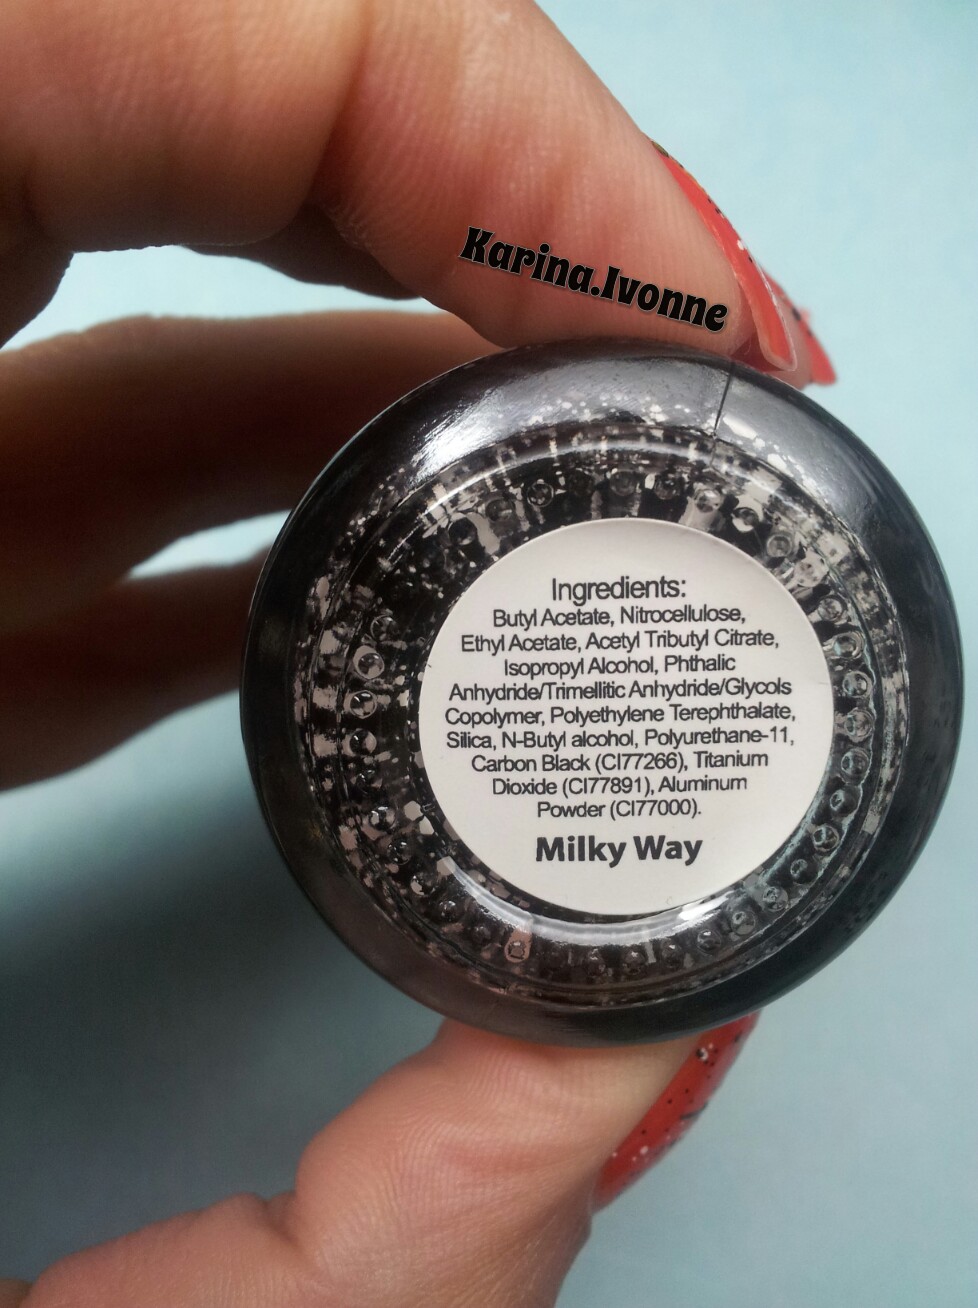 Karina.Ivonne
Ingredients:
Butyl Acetate, Nitrocellulose,
Ethyl Acetate, Acetyl Tributyl Citrate,
Isopropyl Alcohol, Phthalic
Anhydride/Trimellitic Anhydride/Glycols
Copolymer, Polyethylene Terephthalate,
Silica, N-Butyl alcohol, Polyurethane-11,
Carbon Black (CI77266), Titanium
Dioxide (CI77891), Aluminum
Powder (CI77000).
Milky Way